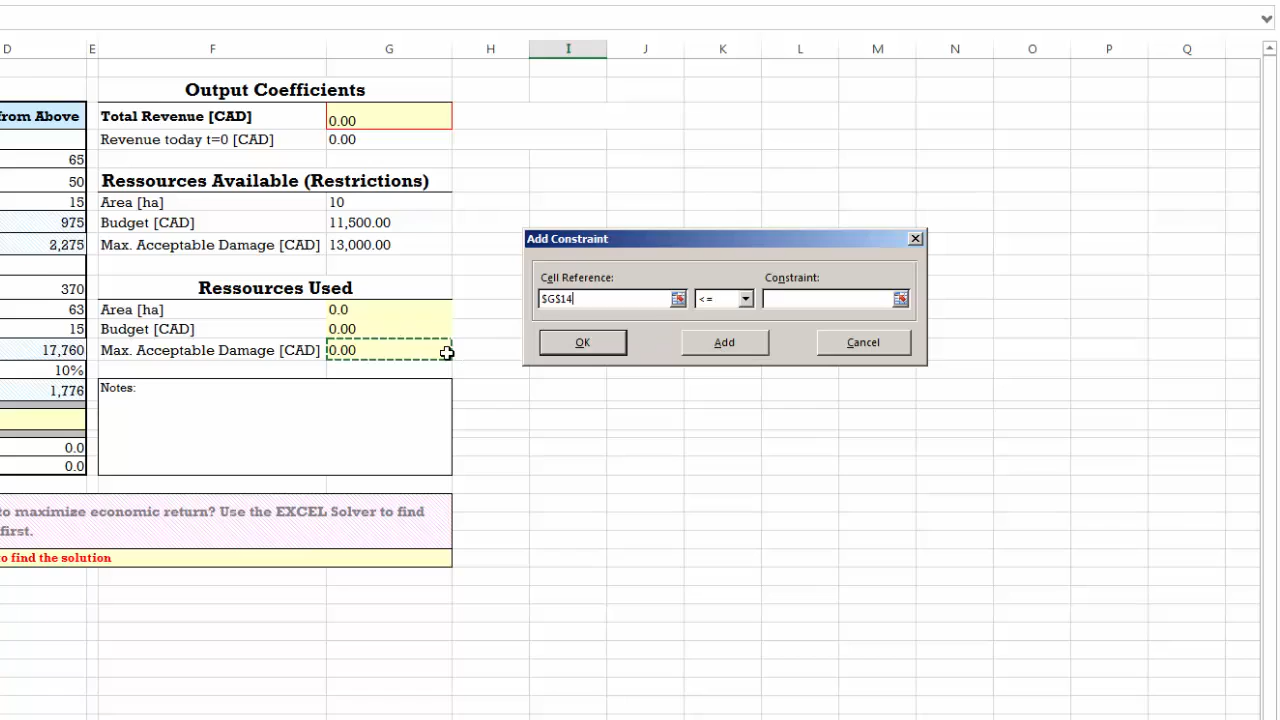 D E F G H I J K L M N O P Q
Output Coefficients
from Above Total Revenue [CAD] 0.00
Revenue today t=0 [CAD] 0.00
65
50 Ressources Available (Restrictions)
15 Area [ha] 10
975 Budget [CAD] 11,500.00
2,275 Max. Acceptable Damage [CAD] 13,000.00
370 Ressources Used
63 Area [ha] 0.0
15 Budget [CAD] 0.00
17,760 Max. Acceptable Damage [CAD] 0.00
10%
1,776
Notes:
0.0
0.0
to maximize economic return? Use the EXCEL Solver to find
first.
to find the solution
Add Constraint
Cell Reference: Constraint:
$G$14 <=
OK Add Cancel